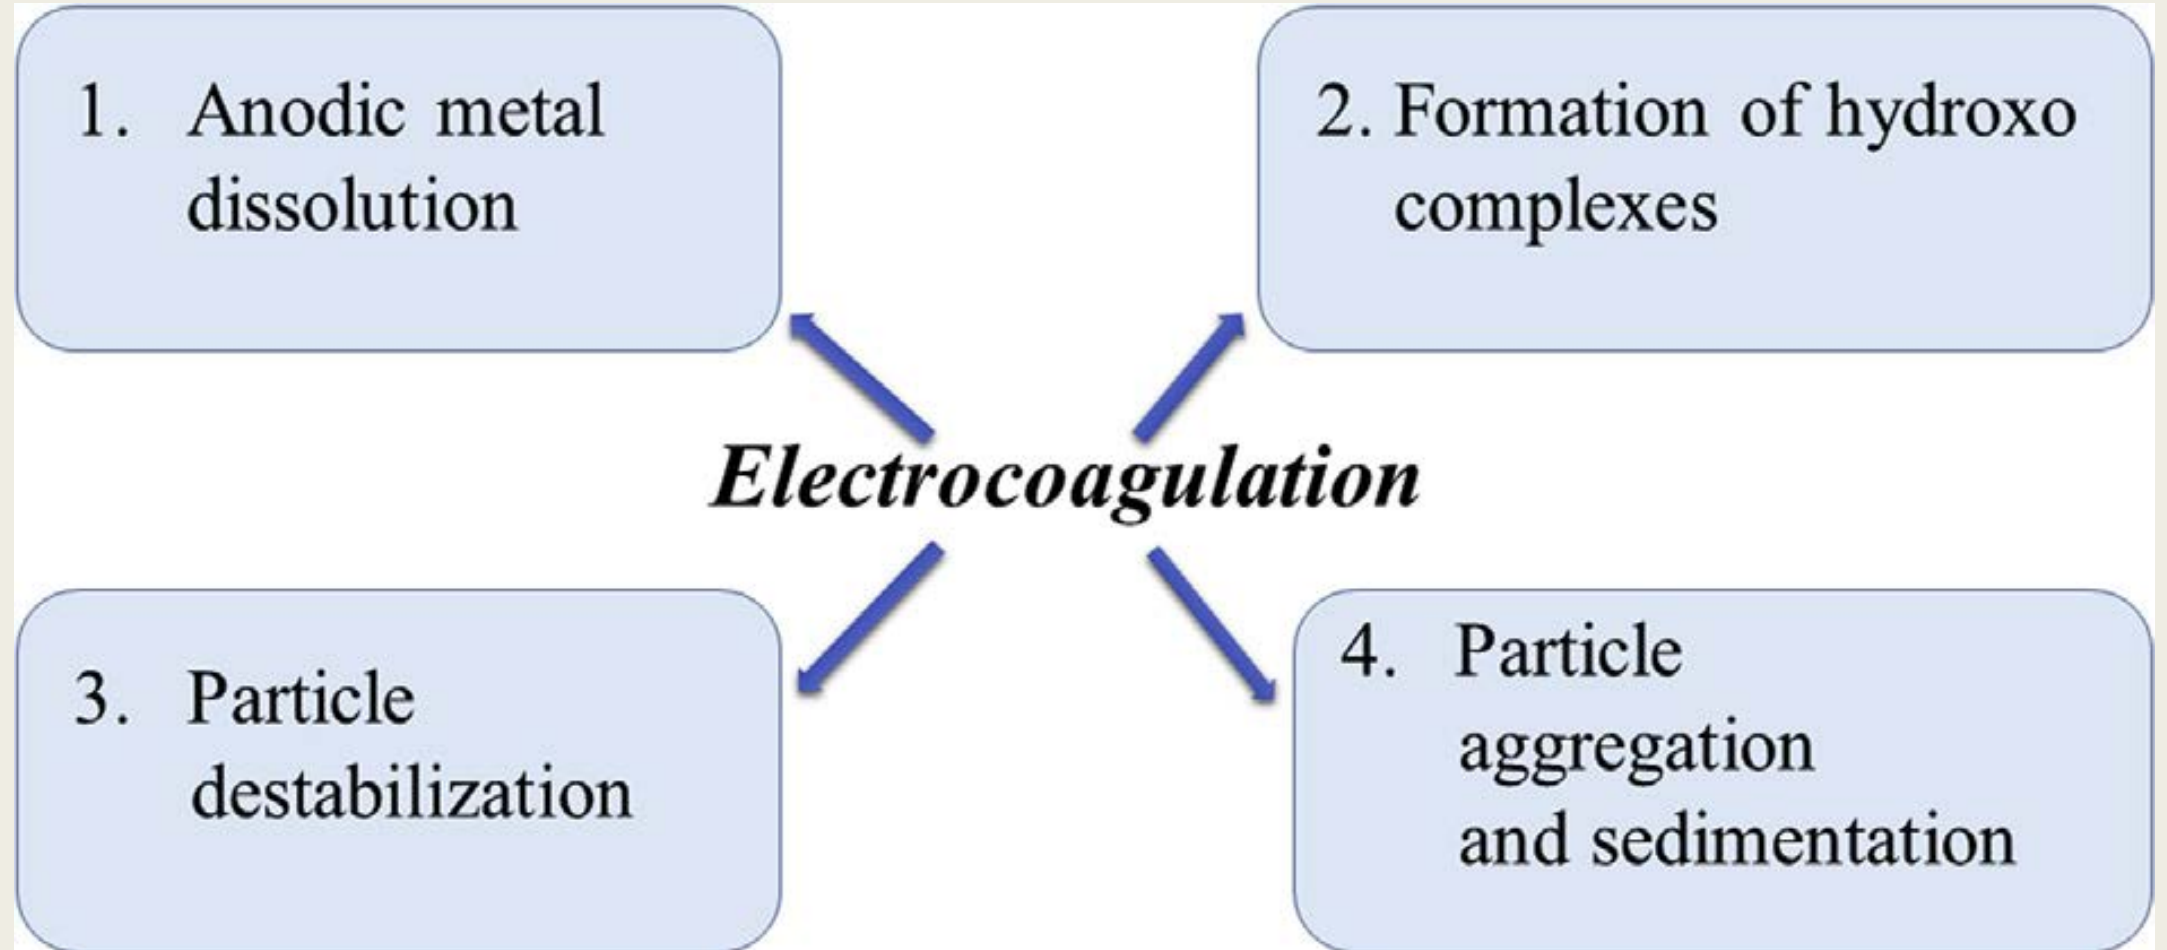 1. Anodic metal
dissolution
2. Formation of hydroxo
complexes
Electrocoagulation
3. Particle
destabilization
4. Particle
aggregation
and sedimentation